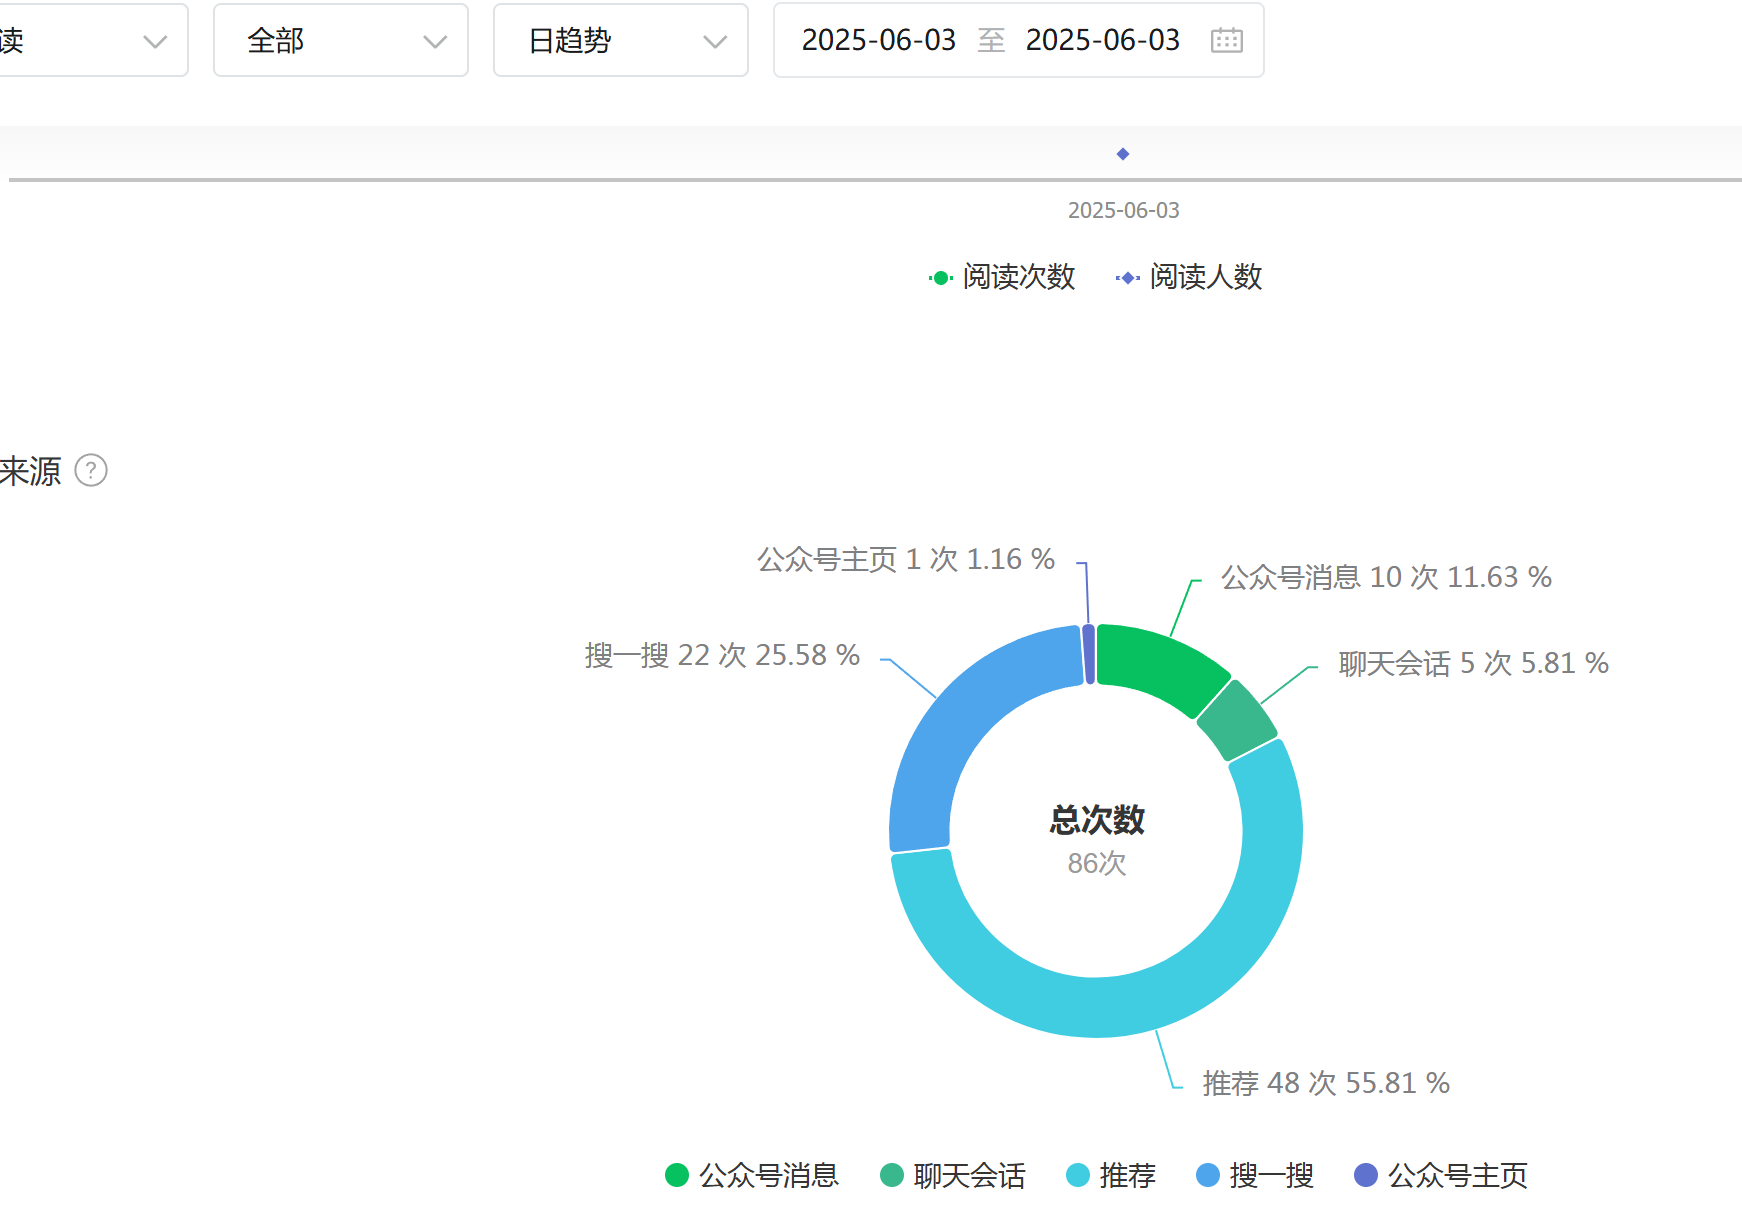 读 全部 日趋势 2025-06-03 至 2025-06-03
2025-06-03
阅读次数 阅读人数
来源 ?
公众号主页 1 次 1.16 %
公众号消息 10 次 11.63 %
搜一搜 22 次 25.58 %
聊天会话 5 次 5.81 %
总次数
86次
推荐 48 次 55.81 %
公众号消息 聊天会话 推荐 搜一搜 公众号主页